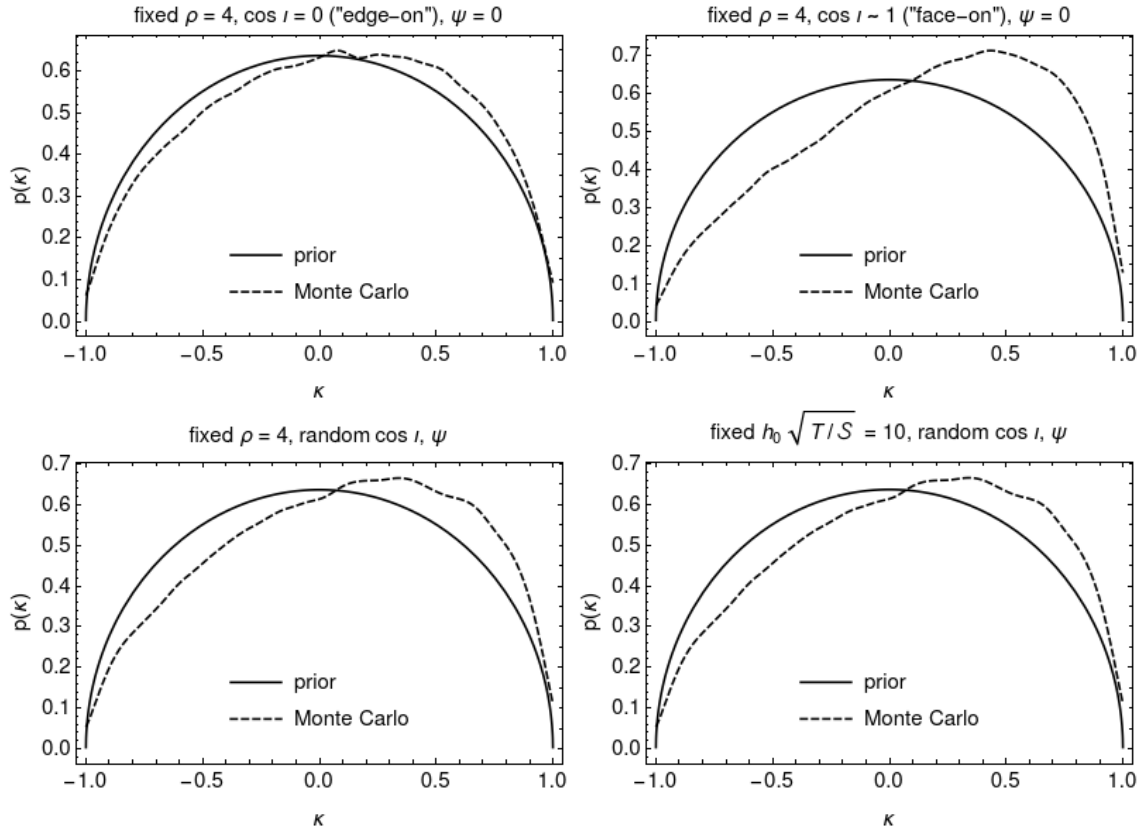 fixed ρ = 4, cos ι = 0 ("edge-on"), ψ = 0
p(κ)
0.6
0.5
0.4
0.3
0.2
0.1
0.0
prior
Monte Carlo
−1.0 −0.5 0.0 0.5 1.0
κ
fixed ρ = 4, cos ι ~ 1 ("face-on"), ψ = 0
p(κ)
0.7
0.6
0.5
0.4
0.3
0.2
0.1
0.0
prior
Monte Carlo
−1.0 −0.5 0.0 0.5 1.0
κ
fixed ρ = 4, random cos ι, ψ
p(κ)
0.7
0.6
0.5
0.4
0.3
0.2
0.1
0.0
prior
Monte Carlo
−1.0 −0.5 0.0 0.5 1.0
κ
fixed h₀ √T/𝒮 = 10, random cos ι, ψ
p(κ)
0.7
0.6
0.5
0.4
0.3
0.2
0.1
0.0
prior
Monte Carlo
−1.0 −0.5 0.0 0.5 1.0
κ